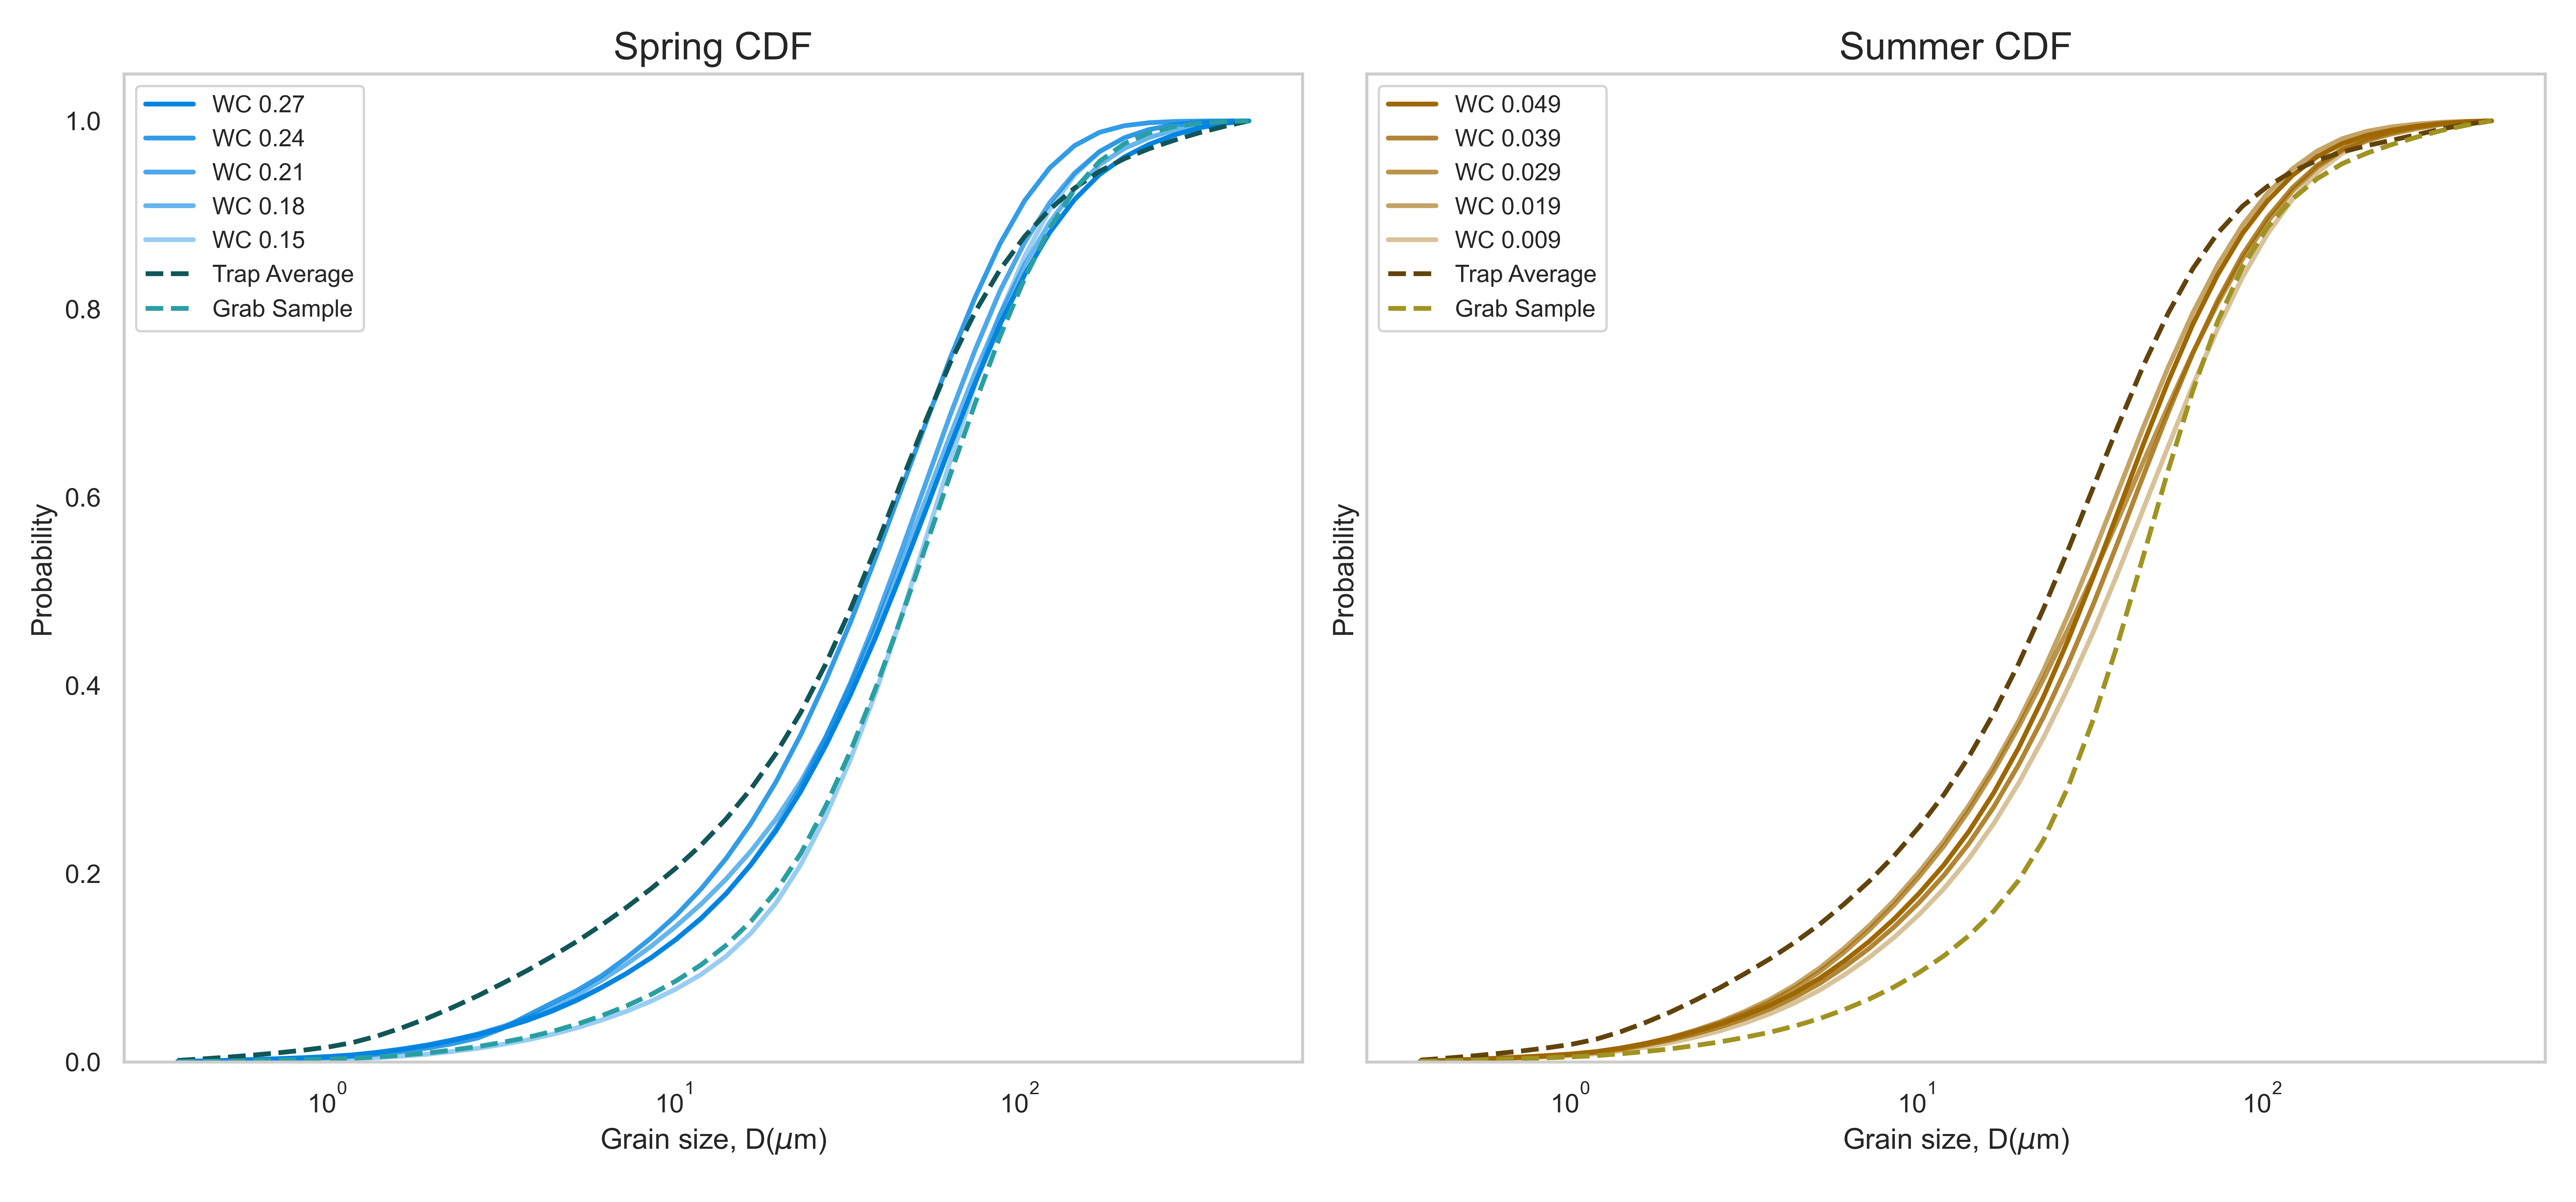 Spring CDF
WC 0.27
WC 0.24
WC 0.21
WC 0.18
WC 0.15
Trap Average
Grab Sample
1.0
0.8
0.6
0.4
0.2
0.0
Probability
10^0
10^1
10^2
Grain size, D(μm)
Summer CDF
WC 0.049
WC 0.039
WC 0.029
WC 0.019
WC 0.009
Trap Average
Grab Sample
Probability
10^0
10^1
10^2
Grain size, D(μm)